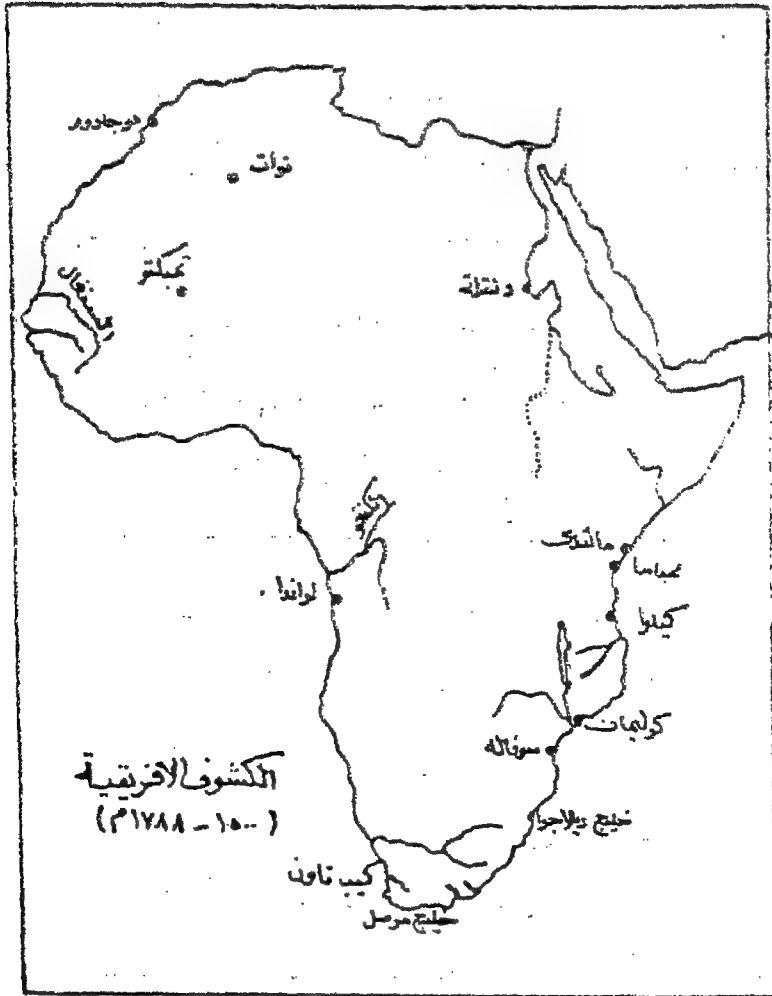 موجادور
توات
تمبكتو
السنغال
دنقلة
الكنغو
مالندى
ممباسا
لواندا
كيلوا
كوليمان
سوفاله
الكشوف الافريقية
(١٥٠٠ - ١٧٨٨م)
خليج ديلاجوا
كيب تاون
خليج موصل